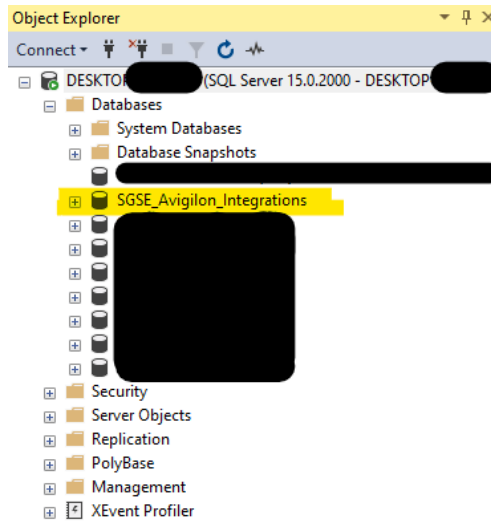 Object Explorer
Connect
DESKTOP (SQL Server 15.0.2000 - DESKTOP
Databases
System Databases
Database Snapshots
SGSE_Avigilon_Integrations
Security
Server Objects
Replication
PolyBase
Management
XEvent Profiler